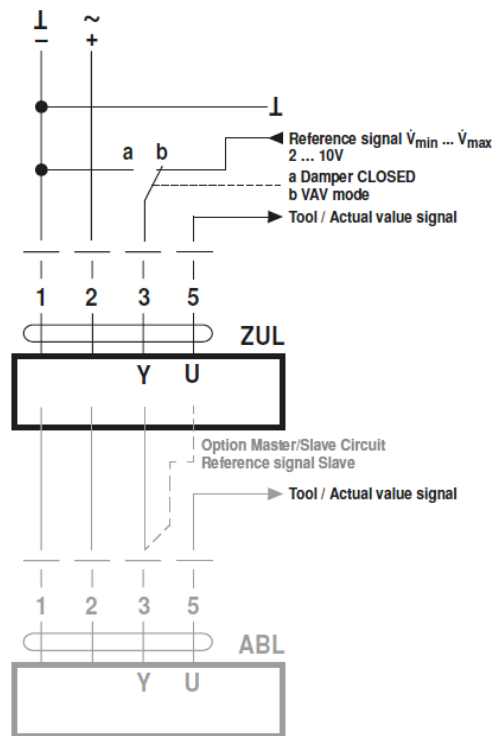 ⊥ ~
− +
⊥
a b
Reference signal V̇min ... V̇max
2 ... 10V
a Damper CLOSED
b VAV mode
Tool / Actual value signal
1 2 3 5
ZUL
Y U
Option Master/Slave Circuit
Reference signal Slave
Tool / Actual value signal
1 2 3 5
ABL
Y U